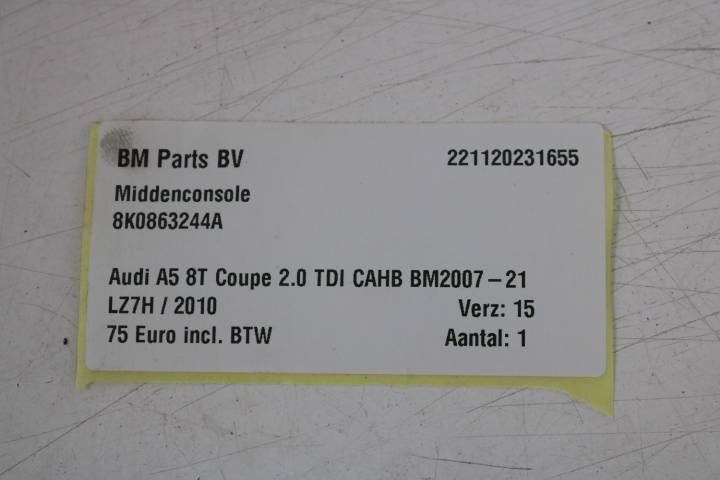 BM Parts BV 221120231655
Middenconsole
8K0863244A
Audi A5 8T Coupe 2.0 TDI CAHB BM2007-21
LZ7H / 2010 Verz: 15
75 Euro incl. BTW Aantal: 1